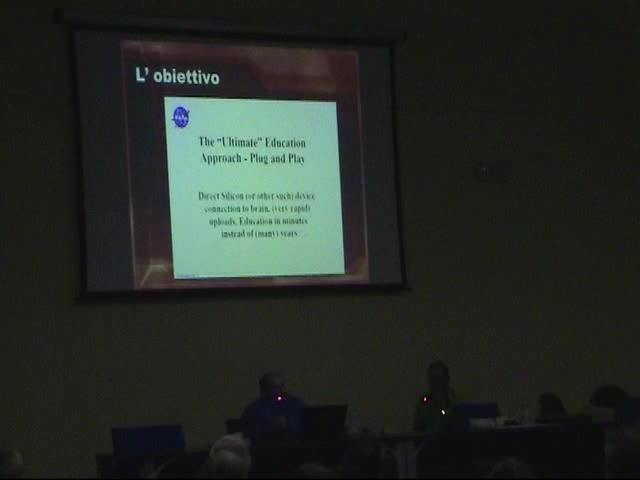 L' obiettivo
NASA
The "Ultimate" Education
Approach - Plug and Play
Direct Silicon (or other such) device
connection to brain, (very rapid)
uploads. Education in minutes
instead of (many) years